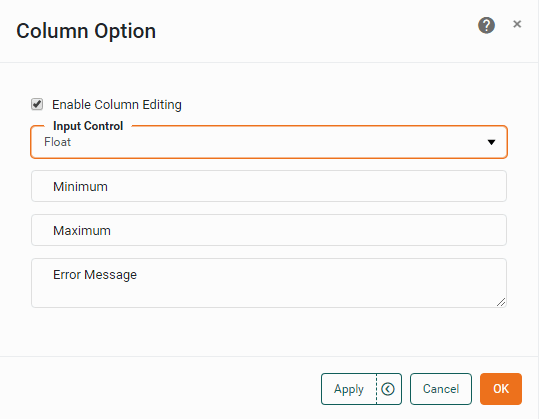 Column Option
Enable Column Editing
Input Control
Float
Minimum
Maximum
Error Message
Apply
Cancel
OK